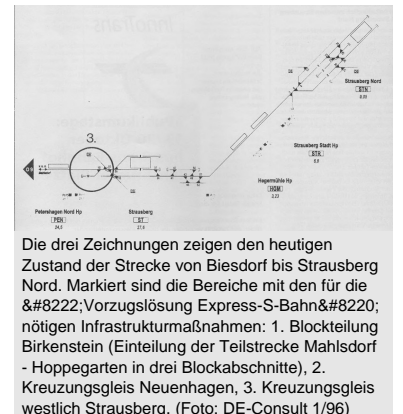 3.
Strausberg Nord
STN
Strausberg Stadt Hp
STR
Hegermühle Hp
HGM
Petershagen Nord Hp
PEN
Strausberg
ST
Die drei Zeichnungen zeigen den heutigen
Zustand der Strecke von Biesdorf bis Strausberg
Nord. Markiert sind die Bereiche mit den für die
&#8222;Vorzugslösung Express-S-Bahn&#8220;
nötigen Infrastrukturmaßnahmen: 1. Blockteilung
Birkenstein (Einteilung der Teilstrecke Mahlsdorf
- Hoppegarten in drei Blockabschnitte), 2.
Kreuzungsgleis Neuenhagen, 3. Kreuzungsgleis
westlich Strausberg. (Foto: DE-Consult 1/96)